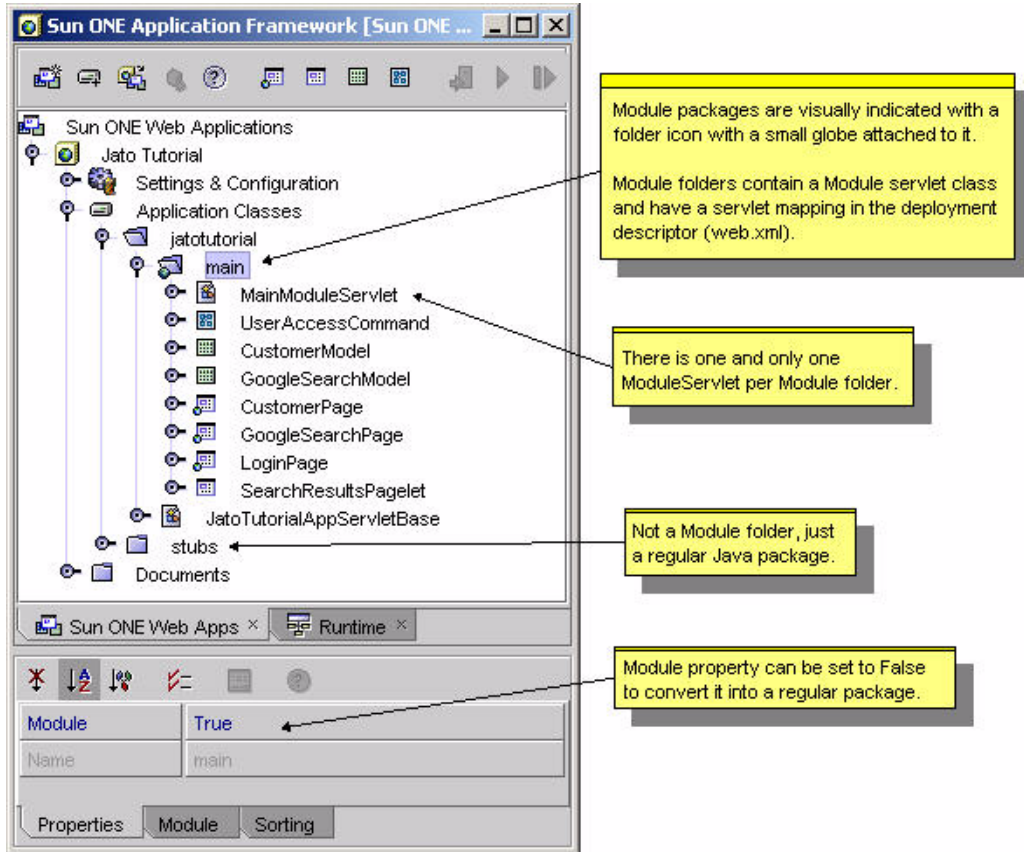 Sun ONE Application Framework [Sun ONE ...
Sun ONE Web Applications
Jato Tutorial
Settings & Configuration
Application Classes
jatotutorial
main
MainModuleServlet
UserAccessCommand
CustomerModel
GoogleSearchModel
CustomerPage
GoogleSearchPage
LoginPage
SearchResultsPagelet
JatoTutorialAppServletBase
stubs
Documents
Sun ONE Web Apps
Runtime
Module True
Name main
Properties Module Sorting
Module packages are visually indicated with a
folder icon with a small globe attached to it.
Module folders contain a Module servlet class
and have a servlet mapping in the deployment
descriptor (web.xml).
There is one and only one
ModuleServlet per Module folder.
Not a Module folder, just
a regular Java package.
Module property can be set to False
to convert it into a regular package.